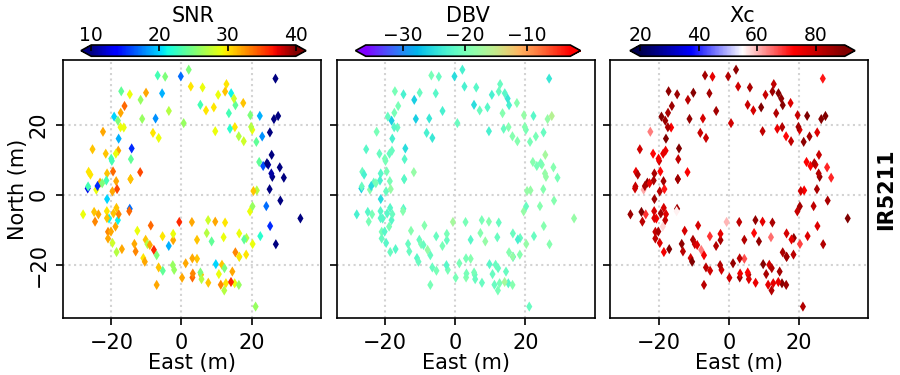 SNR DBV Xc
10 20 30 40 −30 −20 −10 20 40 60 80
20
0
−20
North (m)
−20 0 20 −20 0 20 −20 0 20
East (m) East (m) East (m)
IR5211